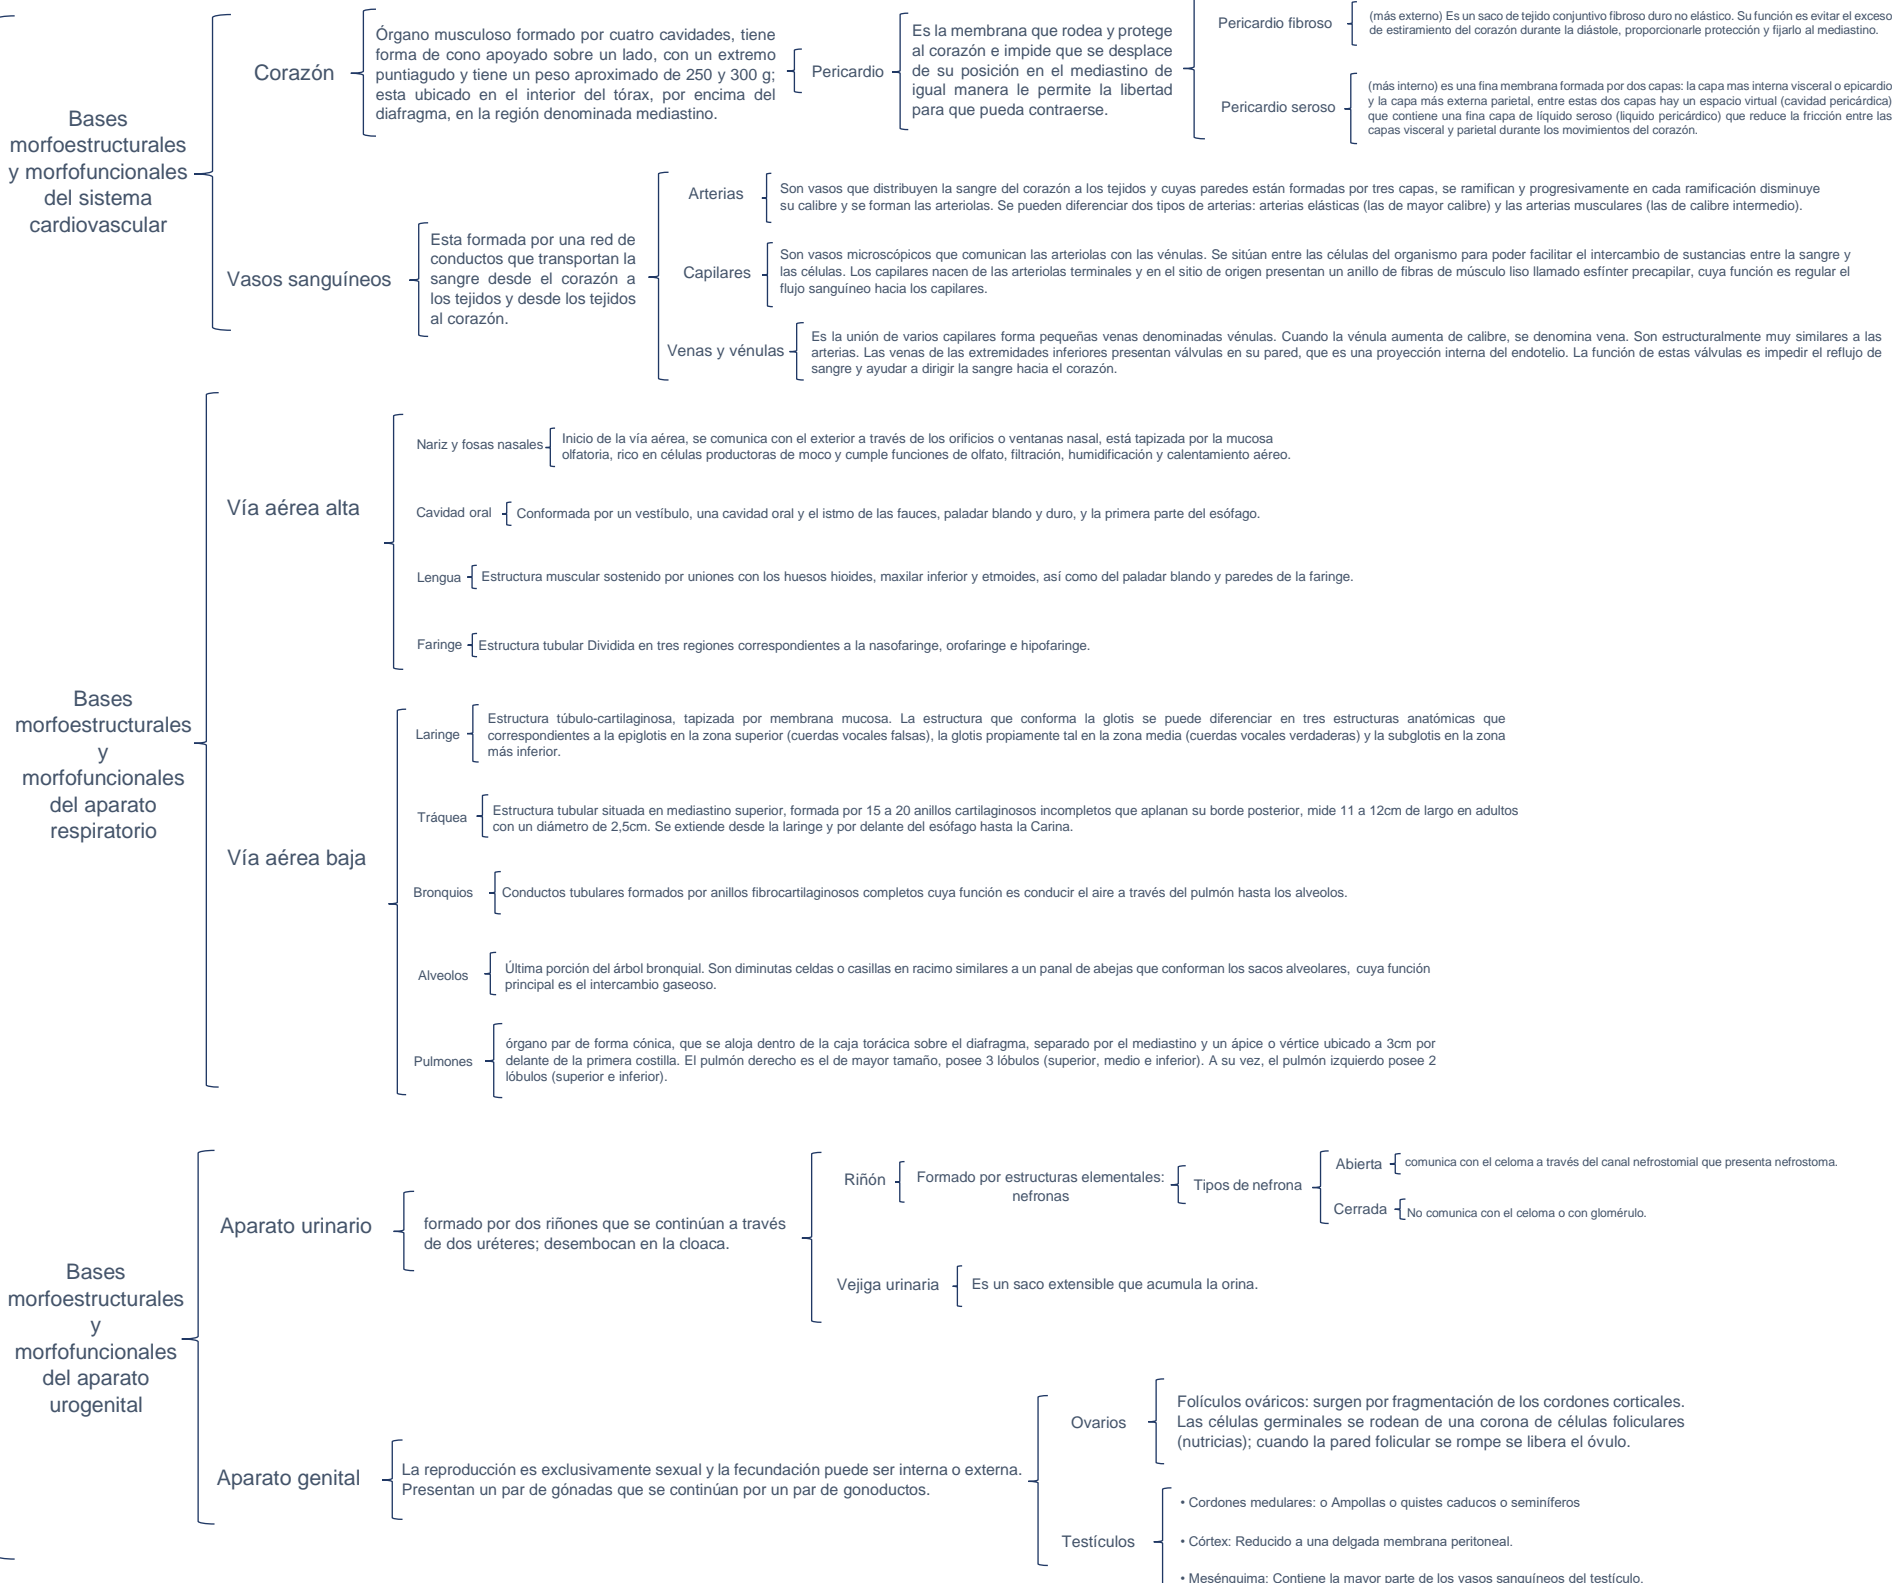 Bases
morfoestructurales
y morfofuncionales
del sistema
cardiovascular
Corazón
Órgano musculoso formado por cuatro cavidades, tiene
forma de cono apoyado sobre un lado, con un extremo
puntiagudo y tiene un peso aproximado de 250 y 300 g;
esta ubicado en el interior del tórax, por encima del
diafragma, en la región denominada mediastino.
Pericardio
Es la membrana que rodea y protege
al corazón e impide que se desplace
de su posición en el mediastino de
igual manera le permite la libertad
para que pueda contraerse.
Pericardio fibroso
(más externo) Es un saco de tejido conjuntivo fibroso duro no elástico. Su función es evitar el exceso
de estiramiento del corazón durante la diástole, proporcionarle protección y fijarlo al mediastino.
Pericardio seroso
(más interno) es una fina membrana formada por dos capas: la capa mas interna visceral o epicardio
y la capa más externa parietal, entre estas dos capas hay un espacio virtual (cavidad pericárdica)
que contiene una fina capa de líquido seroso (liquido pericárdico) que reduce la fricción entre las
capas visceral y parietal durante los movimientos del corazón.
Vasos sanguíneos
Esta formada por una red de
conductos que transportan la
sangre desde el corazón a
los tejidos y desde los tejidos
al corazón.
Arterias
Son vasos que distribuyen la sangre del corazón a los tejidos y cuyas paredes están formadas por tres capas, se ramifican y progresivamente en cada ramificación disminuye
su calibre y se forman las arteriolas. Se pueden diferenciar dos tipos de arterias: arterias elásticas (las de mayor calibre) y las arterias musculares (las de calibre intermedio).
Capilares
Son vasos microscópicos que comunican las arteriolas con las vénulas. Se sitúan entre las células del organismo para poder facilitar el intercambio de sustancias entre la sangre y
las células. Los capilares nacen de las arteriolas terminales y en el sitio de origen presentan un anillo de fibras de músculo liso llamado esfínter precapilar, cuya función es regular el
flujo sanguíneo hacia los capilares.
Venas y vénulas
Es la unión de varios capilares forma pequeñas venas denominadas vénulas. Cuando la vénula aumenta de calibre, se denomina vena. Son estructuralmente muy similares a las
arterias. Las venas de las extremidades inferiores presentan válvulas en su pared, que es una proyección interna del endotelio. La función de estas válvulas es impedir el reflujo de
sangre y ayudar a dirigir la sangre hacia el corazón.
Bases
morfoestructurales
y
morfofuncionales
del aparato
respiratorio
Vía aérea alta
Nariz y fosas nasales
Inicio de la vía aérea, se comunica con el exterior a través de los orificios o ventanas nasal, está tapizada por la mucosa
olfatoria, rico en células productoras de moco y cumple funciones de olfato, filtración, humidificación y calentamiento aéreo.
Cavidad oral
Conformada por un vestíbulo, una cavidad oral y el istmo de las fauces, paladar blando y duro, y la primera parte del esófago.
Lengua
Estructura muscular sostenido por uniones con los huesos hioides, maxilar inferior y etmoides, así como del paladar blando y paredes de la faringe.
Faringe
Estructura tubular Dividida en tres regiones correspondientes a la nasofaringe, orofaringe e hipofaringe.
Vía aérea baja
Laringe
Estructura túbulo-cartilaginosa, tapizada por membrana mucosa. La estructura que conforma la glotis se puede diferenciar en tres estructuras anatómicas que
correspondientes a la epiglotis en la zona superior (cuerdas vocales falsas), la glotis propiamente tal en la zona media (cuerdas vocales verdaderas) y la subglotis en la zona
más inferior.
Tráquea
Estructura tubular situada en mediastino superior, formada por 15 a 20 anillos cartilaginosos incompletos que aplanan su borde posterior, mide 11 a 12cm de largo en adultos
con un diámetro de 2,5cm. Se extiende desde la laringe y por delante del esófago hasta la Carina.
Bronquios
Conductos tubulares formados por anillos fibrocartilaginosos completos cuya función es conducir el aire a través del pulmón hasta los alveolos.
Alveolos
Última porción del árbol bronquial. Son diminutas celdas o casillas en racimo similares a un panal de abejas que conforman los sacos alveolares, cuya función
principal es el intercambio gaseoso.
Pulmones
órgano par de forma cónica, que se aloja dentro de la caja torácica sobre el diafragma, separado por el mediastino y un ápice o vértice ubicado a 3cm por
delante de la primera costilla. El pulmón derecho es el de mayor tamaño, posee 3 lóbulos (superior, medio e inferior). A su vez, el pulmón izquierdo posee 2
lóbulos (superior e inferior).
Bases
morfoestructurales
y
morfofuncionales
del aparato
urogenital
Aparato urinario
formado por dos riñones que se continúan a través
de dos uréteres; desembocan en la cloaca.
Riñón
Formado por estructuras elementales:
nefronas
Tipos de nefrona
Abierta
comunica con el celoma a través del canal nefrostomial que presenta nefrostoma.
Cerrada
No comunica con el celoma o con glomérulo.
Vejiga urinaria
Es un saco extensible que acumula la orina.
Aparato genital
La reproducción es exclusivamente sexual y la fecundación puede ser interna o externa.
Presentan un par de gónadas que se continúan por un par de gonoductos.
Ovarios
Folículos ováricos: surgen por fragmentación de los cordones corticales.
Las células germinales se rodean de una corona de células foliculares
(nutricias); cuando la pared folicular se rompe se libera el óvulo.
Testículos
• Cordones medulares: o Ampollas o quistes caducos o seminíferos
• Córtex: Reducido a una delgada membrana peritoneal.
• Mesénquima: Contiene la mayor parte de los vasos sanguíneos del testículo.